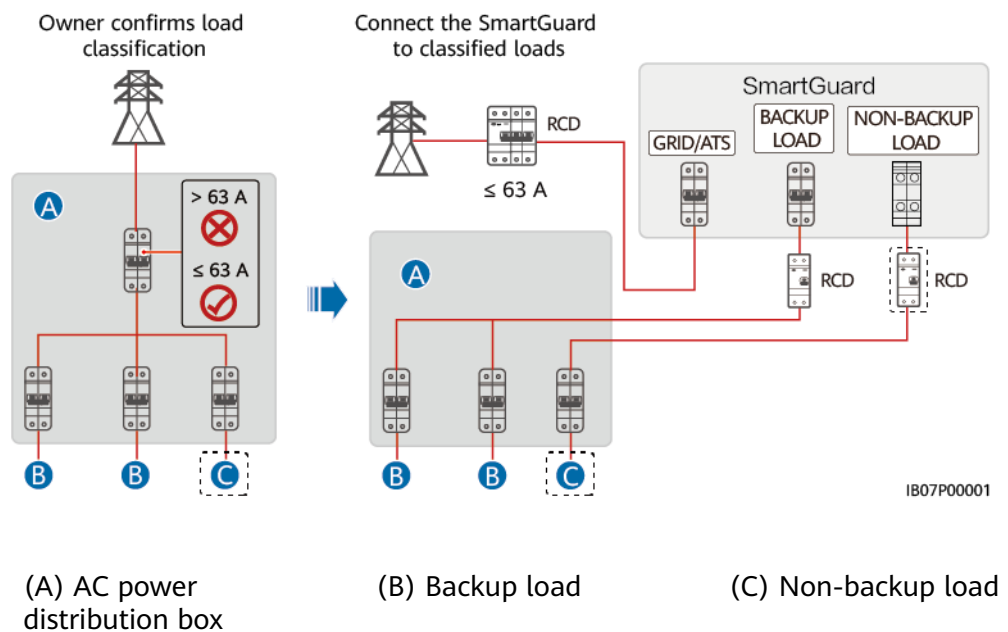 Owner confirms load
classification
Connect the SmartGuard
to classified loads
SmartGuard
GRID/ATS
BACKUP
LOAD
NON-BACKUP
LOAD
RCD
≤ 63 A
A
> 63 A
≤ 63 A
A
RCD
RCD
B
B
C
B
B
C
IB07P00001
(A) AC power
distribution box
(B) Backup load
(C) Non-backup load